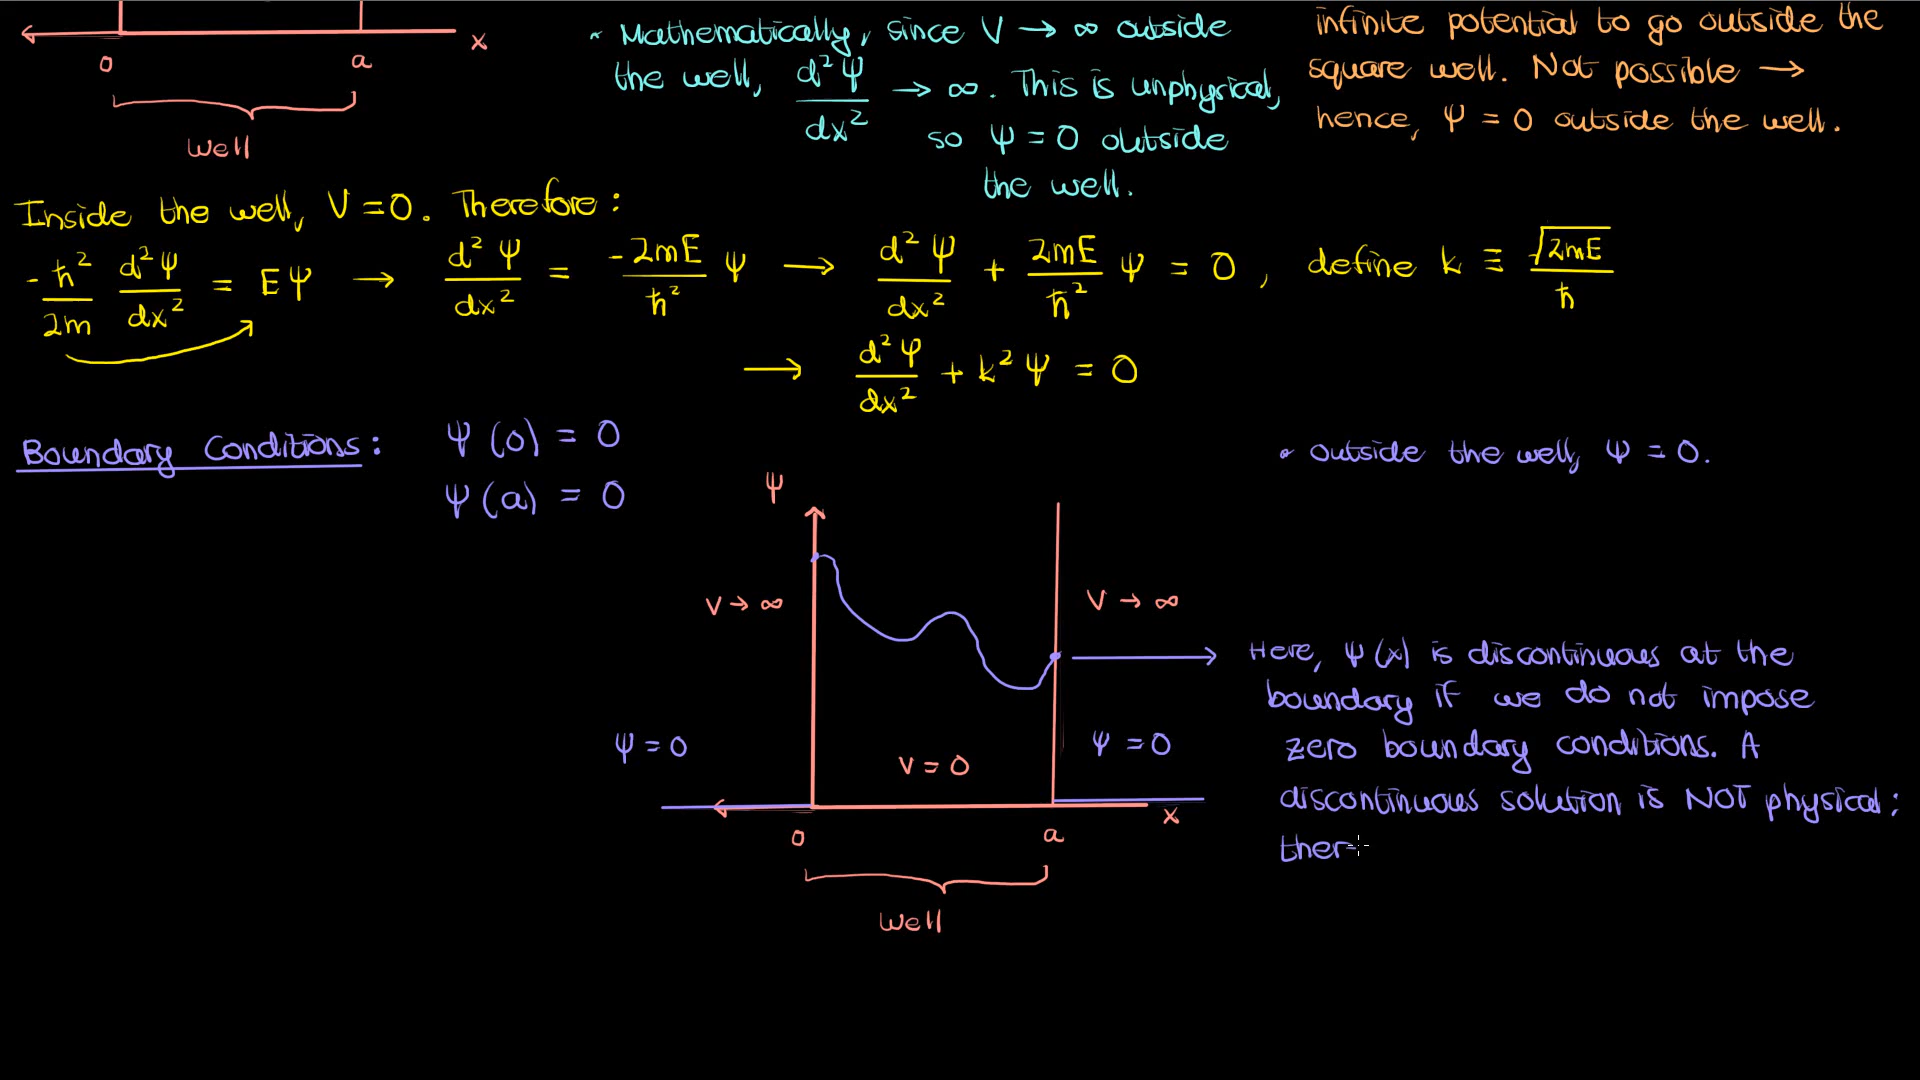 x
0 a
Well
Mathematically, since V → ∞ outside
the well, d²Ψ/dx² → ∞. This is unphysical,
so Ψ = 0 outside
the well.
infinite potential to go outside the
square well. Not possible →
hence, Ψ = 0 outside the well.
Inside the well, V = 0. Therefore:
-ħ²/2m d²Ψ/dx² = EΨ → d²Ψ/dx² = -2mE/ħ² Ψ → d²Ψ/dx² + 2mE/ħ² Ψ = 0, define k ≡ √2mE/ħ
→ d²Ψ/dx² + k²Ψ = 0
Boundary Conditions: Ψ(0) = 0
Ψ(a) = 0
• outside the well, Ψ = 0.
Ψ
V → ∞ V → ∞
Ψ = 0 V = 0 Ψ = 0
0 a x
Well
Here, Ψ(x) is discontinuous at the
boundary if we do not impose
zero boundary conditions. A
discontinuous solution is NOT physical;
ther